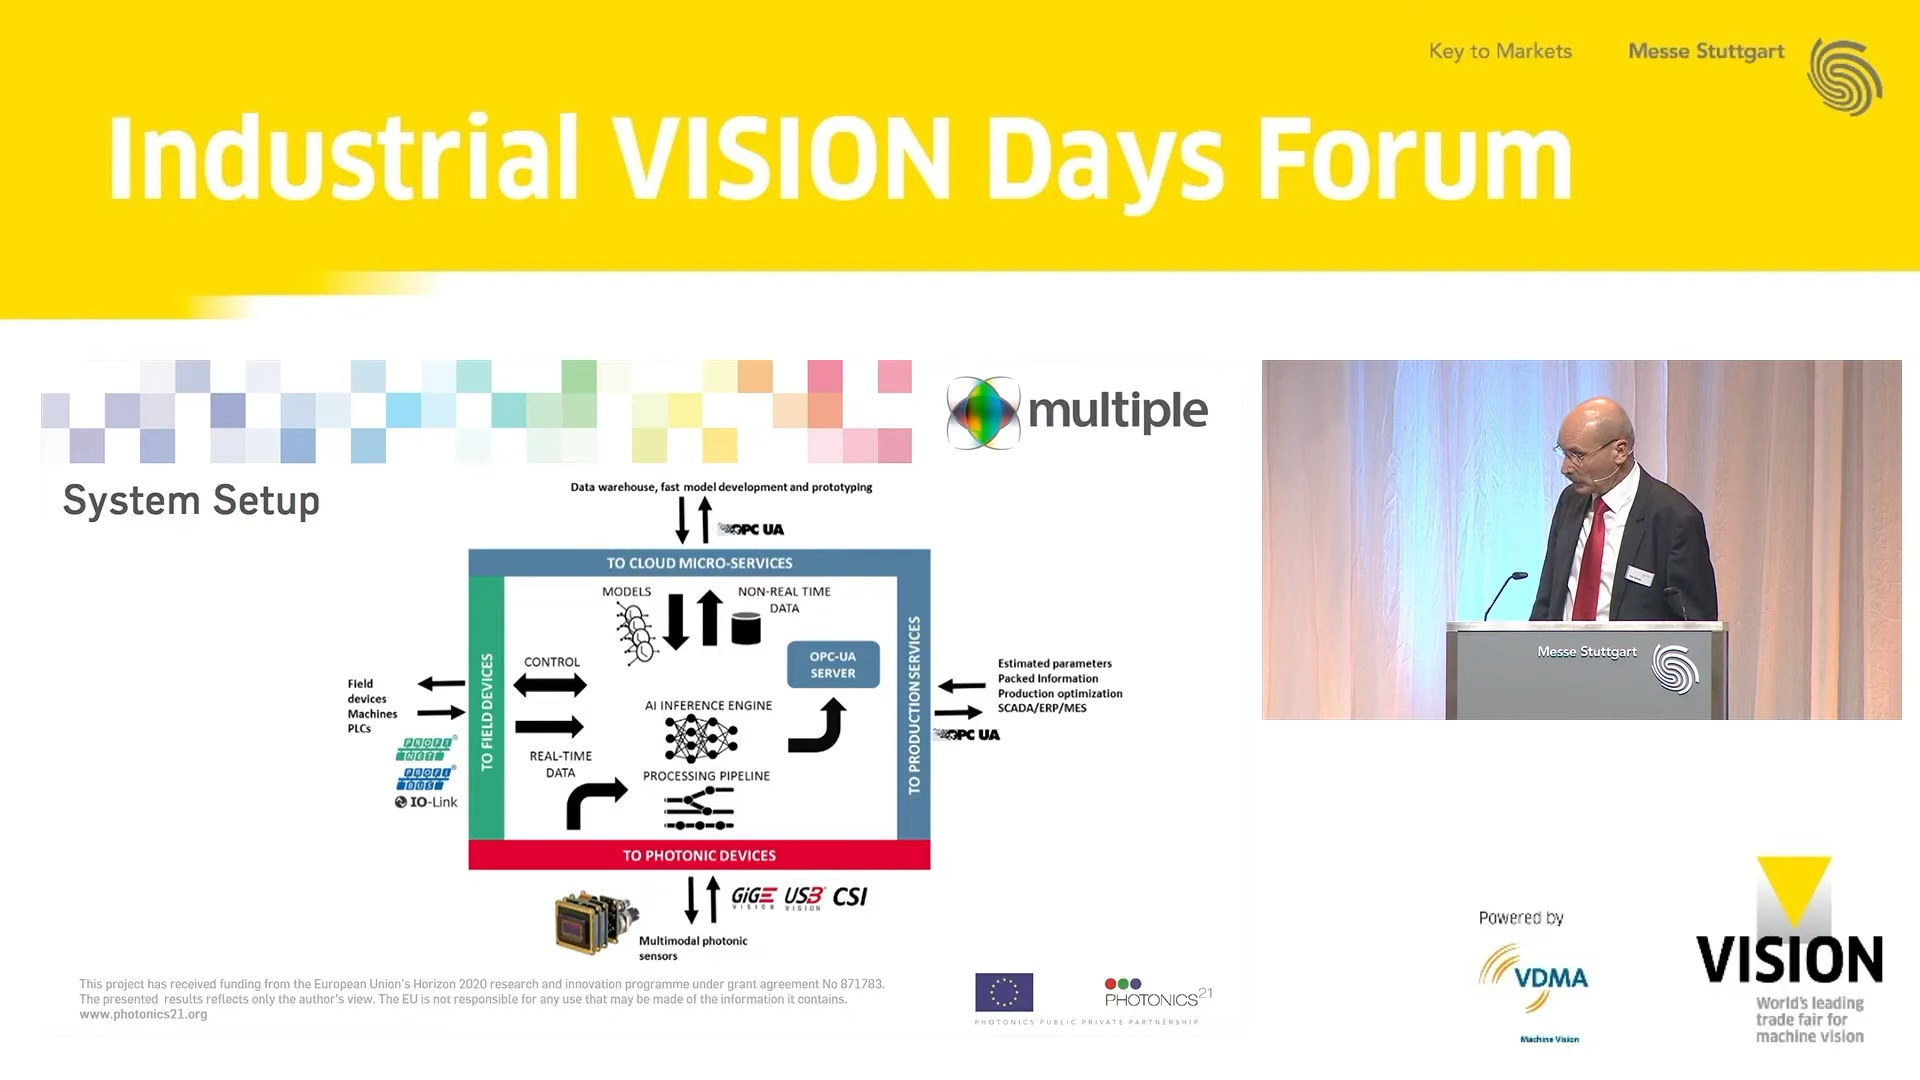 Key to Markets
Messe Stuttgart
Industrial VISION Days Forum
multiple
System Setup
Data warehouse, fast model development and prototyping
OPC UA
TO CLOUD MICRO-SERVICES
MODELS
NON-REAL TIME
DATA
OPC-UA
SERVER
TO FIELD DEVICES
CONTROL
TO PRODUCTION SERVICES
Field
devices
Machines
PLCs
PROFI
NET
PROFI
BUS
IO-Link
AI INFERENCE ENGINE
REAL-TIME
DATA
PROCESSING PIPELINE
Estimated parameters
Packed Information
Production optimization
SCADA/ERP/MES
OPC UA
TO PHOTONIC DEVICES
GiGE
VISION
USB
VISION
CSI
Multimodal photonic
sensors
This project has received funding from the European Union's Horizon 2020 research and innovation programme under grant agreement No 871783.
The presented results reflects only the author's view. The EU is not responsible for any use that may be made of the information it contains.
www.photonics21.org
PHOTONICS21
PHOTONICS PUBLIC PRIVATE PARTNERSHIP
Messe Stuttgart
Powered by
VDMA
Machine Vision
VISION
World's leading
trade fair for
machine vision